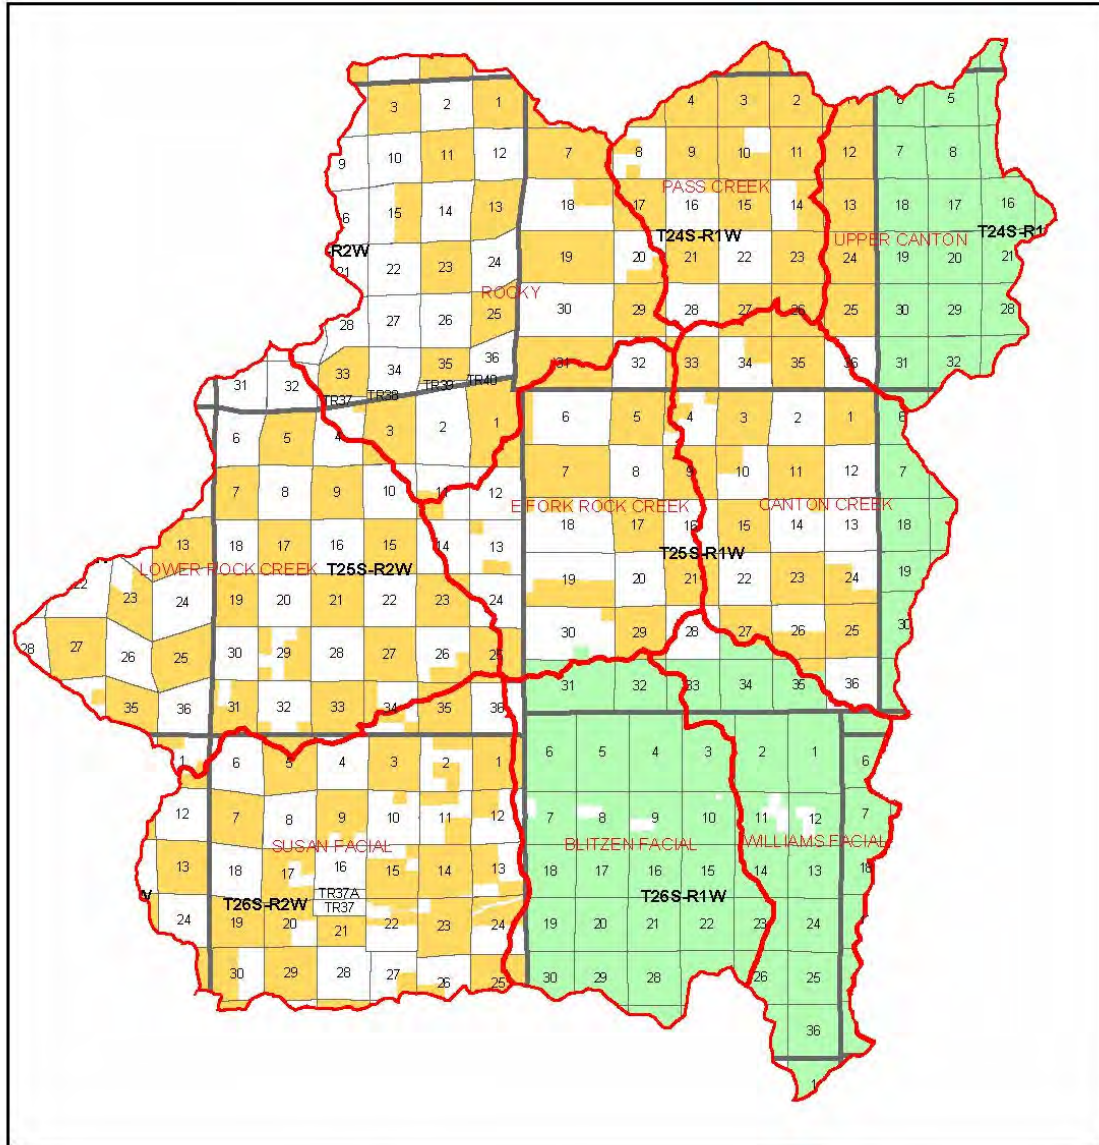 3 2 1 4 3 2 6 5
9 10 11 12 7 8 9 10 11 12 7 8
PASS CREEK
6 15 14 13 18 17 16 15 14 13 18 17 16
T24S-R1W T24S-R1
UPPER CANTON
-R2W
21 22 23 24 19 20 21 22 23 24 19 20 21
ROCKY
28 27 26 25 30 29 28 27 26 25 30 29 28
31 32 33 34 35 36 31 32 33 34 35 36 31 32
TR37 TR38 TR39 TR40
6 5 4 3 2 1 6 5 4 3 2 1 6
7 8 9 10 11 12 7 8 9 10 11 12 7
E FORK ROCK CREEK CANTON CREEK
13 18 17 16 15 14 13 18 17 16 15 14 13 18
T25S-R1W
LOWER ROCK CREEK T25S-R2W
22 23 24 19 20 21 22 23 24 19 20 21 22 23 24 19
28 27 26 25 30 29 28 27 26 25 30 29 28 27 26 25 30
35 36 31 32 33 34 35 36 31 32 33 34 35 36
1 6 5 4 3 2 1 6 5 4 3 2 1 6
12 7 8 9 10 11 12 7 8 9 10 11 12 7
SUSAN FACIAL BLITZEN FACIAL WILLIAMS FACIAL
13 18 17 16 15 14 13 18 17 16 15 14 13 18
TR37A
T26S-R2W TR37 T26S-R1W
24 19 20 21 22 23 24 19 20 21 22 23 24
30 29 28 27 26 25 30 29 28 26 25
36
1